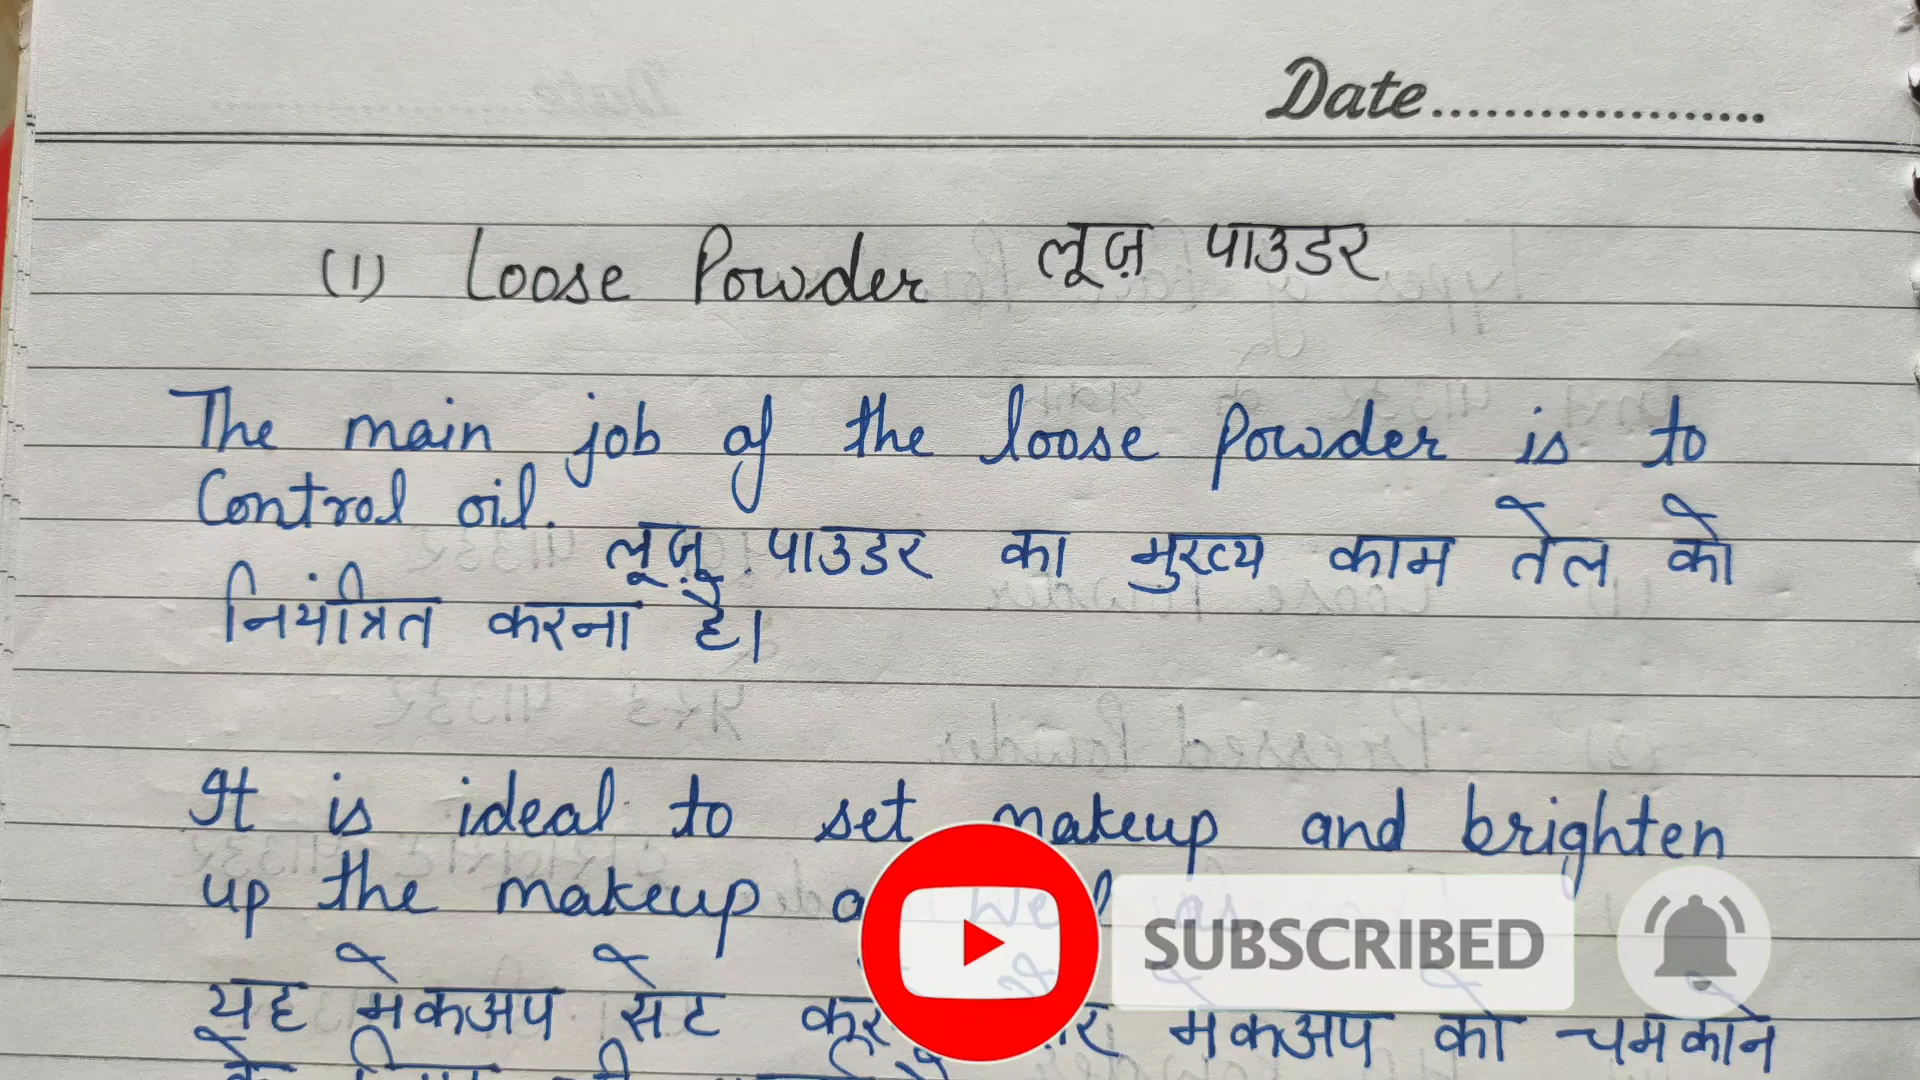 Date...................
(1) Loose Powder लूज़ पाउडर
The main job of the loose powder is to
Control oil.
लूज़ पाउडर का मुख्य काम तेल को
नियंत्रित करना है।
It is ideal to set makeup and brighten
up the makeup
SUBSCRIBED
यह मेकअप सेट मेकअप को चमकाने